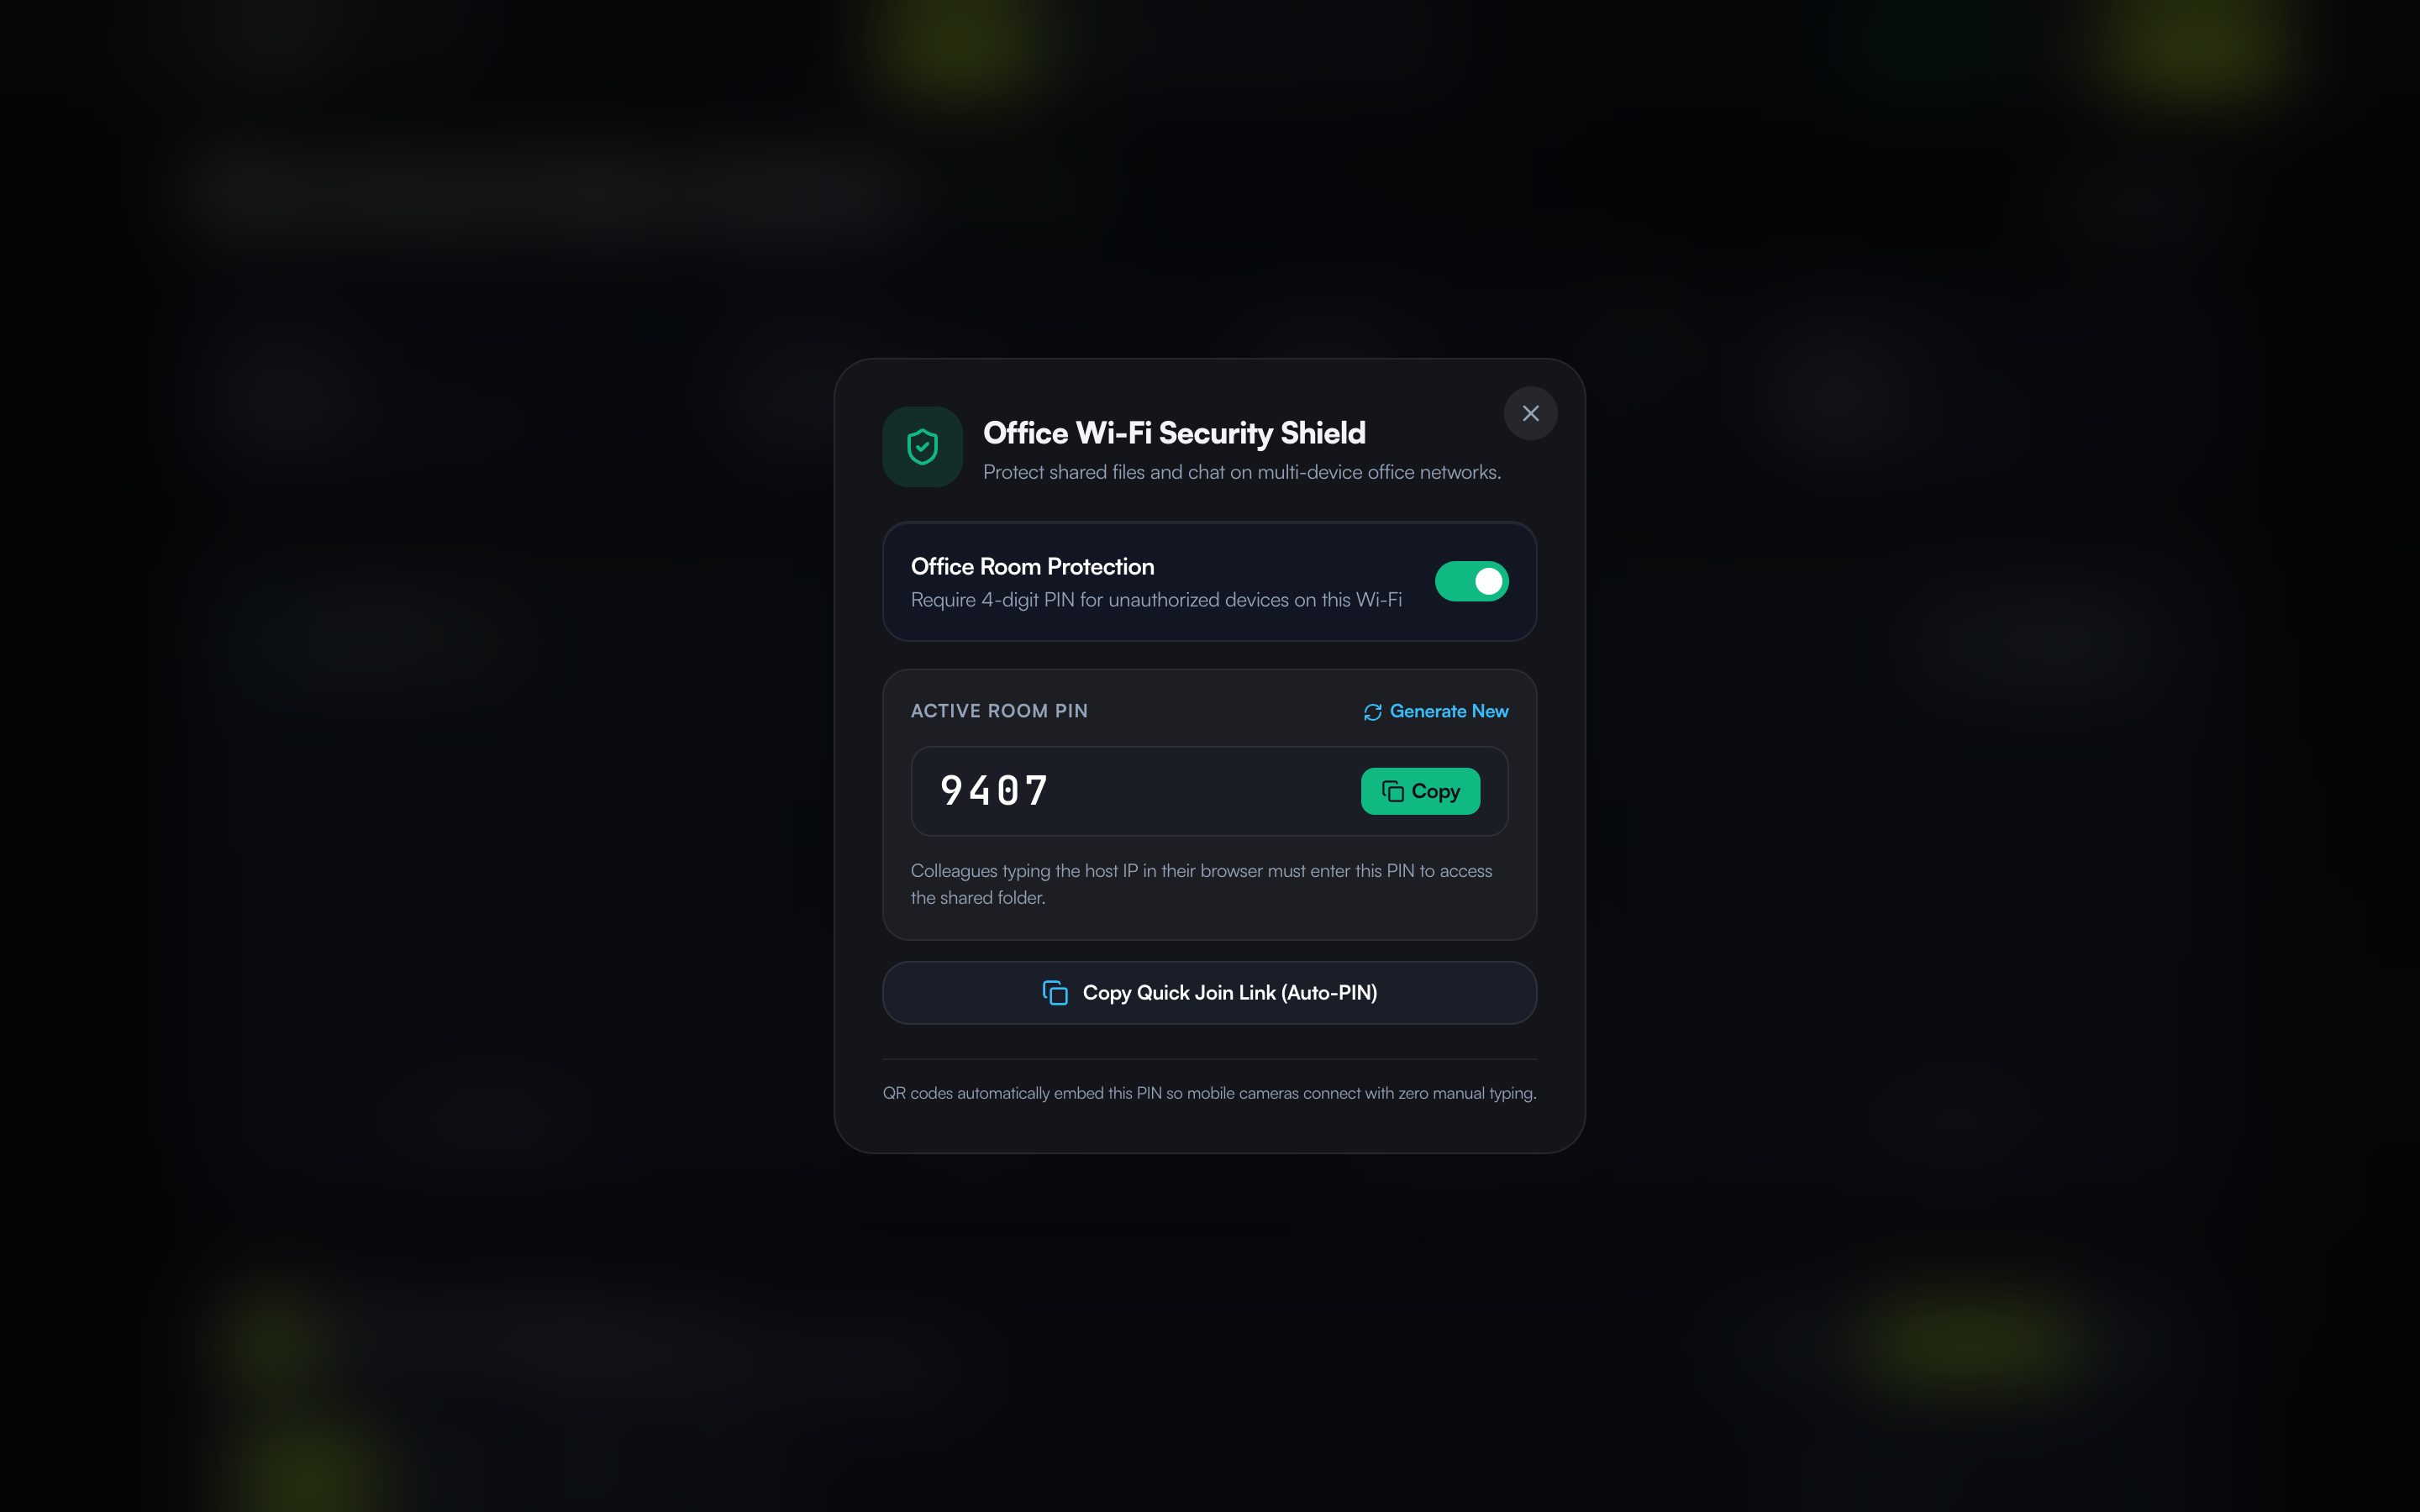 Office Wi-Fi Security Shield
Protect shared files and chat on multi-device office networks.
Office Room Protection
Require 4-digit PIN for unauthorized devices on this Wi-Fi
ACTIVE ROOM PIN
Generate New
9407
Copy
Colleagues typing the host IP in their browser must enter this PIN to access
the shared folder.
Copy Quick Join Link (Auto-PIN)
QR codes automatically embed this PIN so mobile cameras connect with zero manual typing.